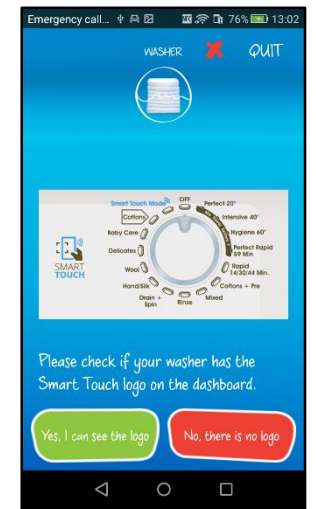 Emergency call... 76% 13:02
WASHER QUIT
Smart Touch Mode
OFF
Perfect 20°
Cottons
Intensive 40°
Baby Care
Hygiene 60°
Delicates
Perfect Rapid
59 Min
Wool
Rapid
14/30/44 Min.
Hand/Silk
Cottons + Pre
Drain +
Spin
Rinse
Mixed
SMART
TOUCH
Please check if your washer has the
Smart Touch logo on the dashboard.
Yes, I can see the logo
No, there is no logo